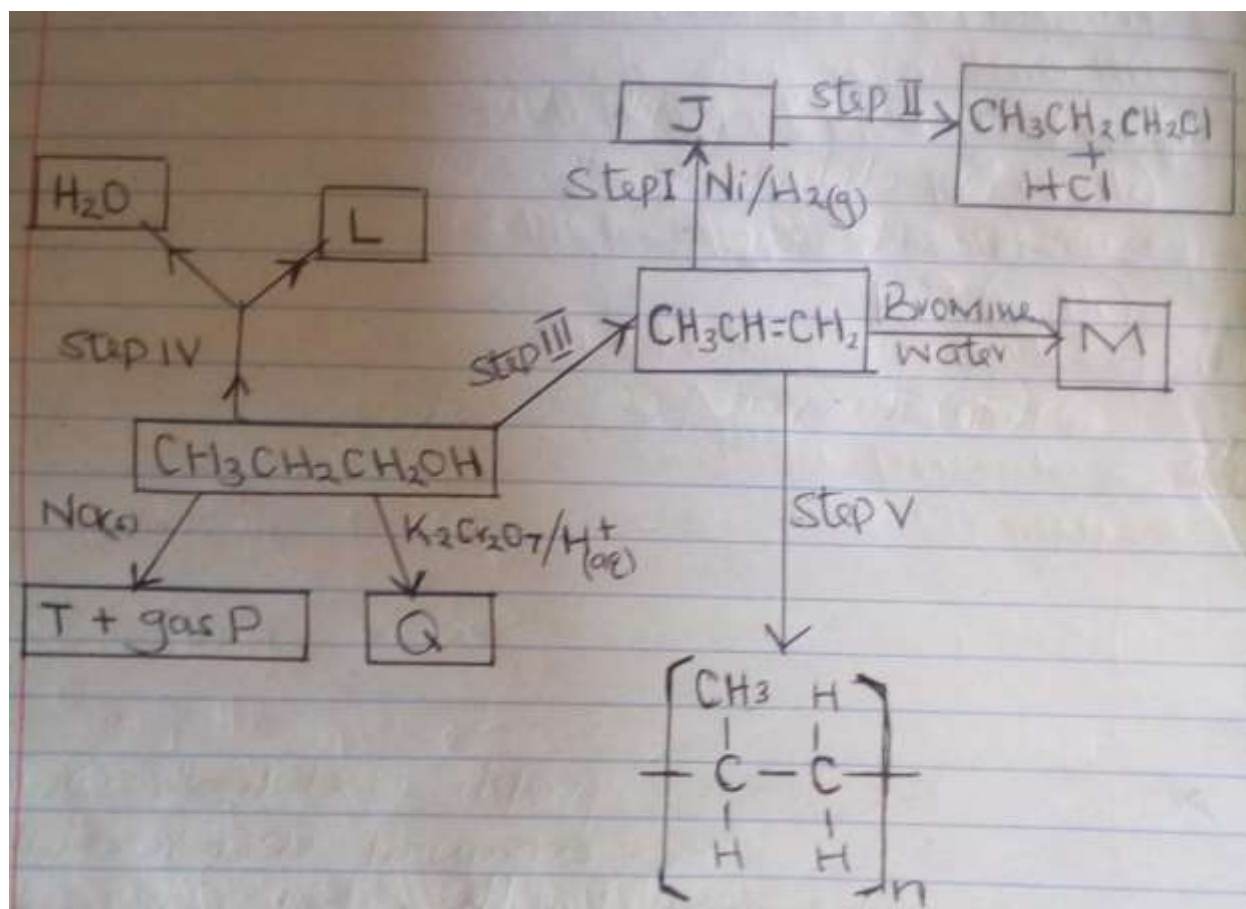 J
Step II
CH₃CH₂CH₂Cl
+
HCl
Step I
Ni/H₂(g)
H₂O
L
Step IV
Step III
CH₃CH=CH₂
Bromine
water
M
CH₃CH₂CH₂OH
Na(s)
K₂Cr₂O₇/H⁺(aq)
Step V
T + gas P
Q
CH₃ H
C-C
H H
n